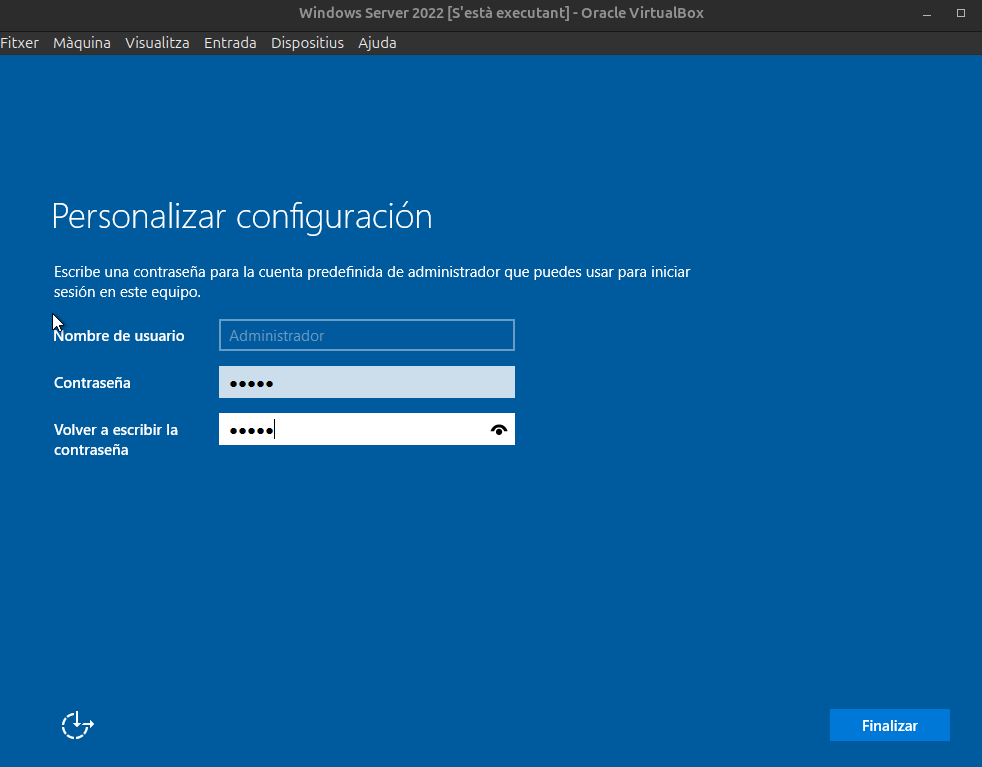 Windows Server 2022 [S'està executant] - Oracle VirtualBox
Fitxer Màquina Visualitza Entrada Dispositius Ajuda
Personalizar configuración
Escribe una contraseña para la cuenta predefinida de administrador que puedes usar para iniciar
sesión en este equipo.
Nombre de usuario Administrador
Contraseña •••••
Volver a escribir la •••••
contraseña
Finalizar